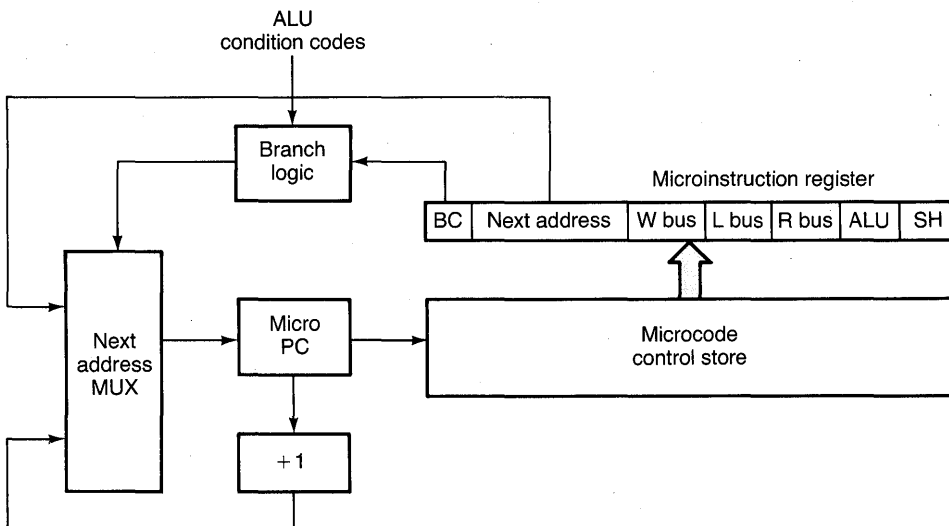 ALU
condition codes
Branch
logic
Microinstruction register
BC Next address W bus L bus R bus ALU SH
Next
address
MUX
Micro
PC
Microcode
control store
+1